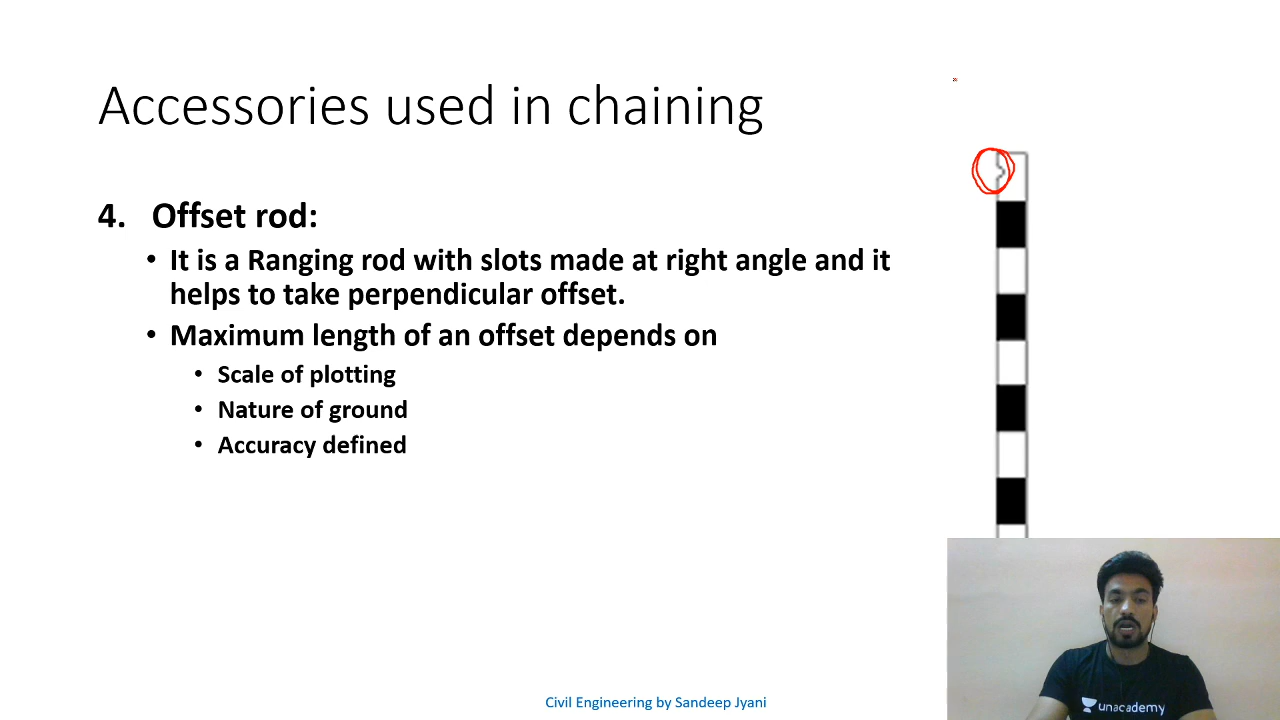 Accessories used in chaining
4. Offset rod:
• It is a Ranging rod with slots made at right angle and it
helps to take perpendicular offset.
• Maximum length of an offset depends on
• Scale of plotting
• Nature of ground
• Accuracy defined
unacademy
Civil Engineering by Sandeep Jyani